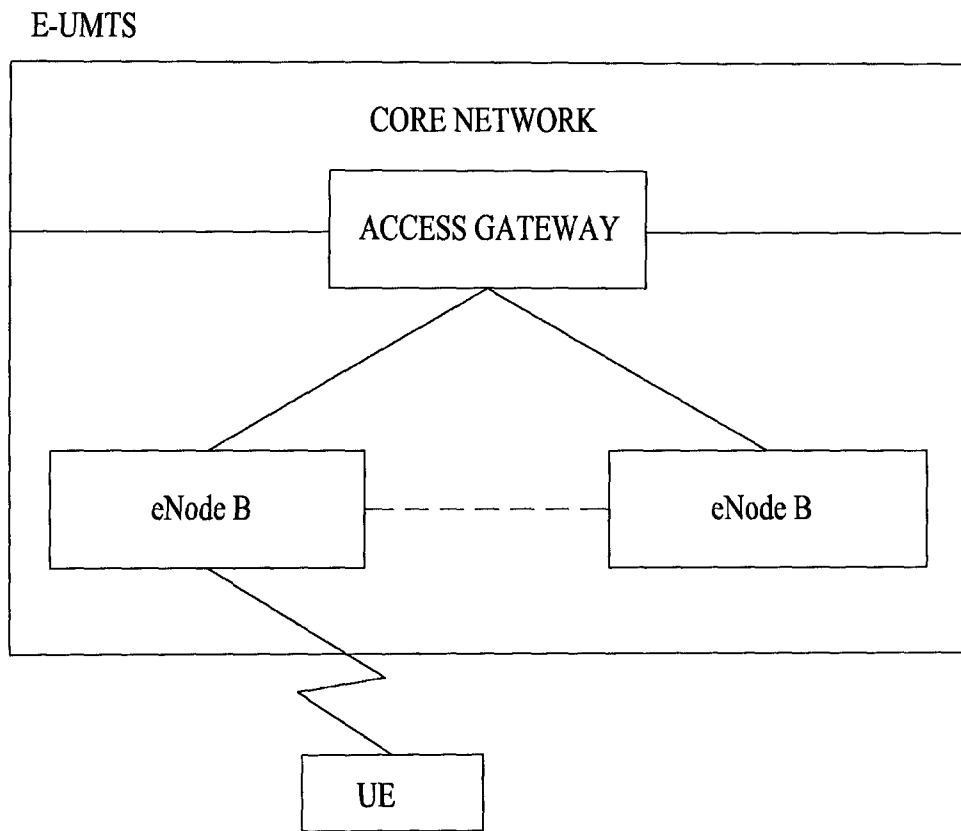 E-UMTS
CORE NETWORK
ACCESS GATEWAY
eNode B
eNode B
UE